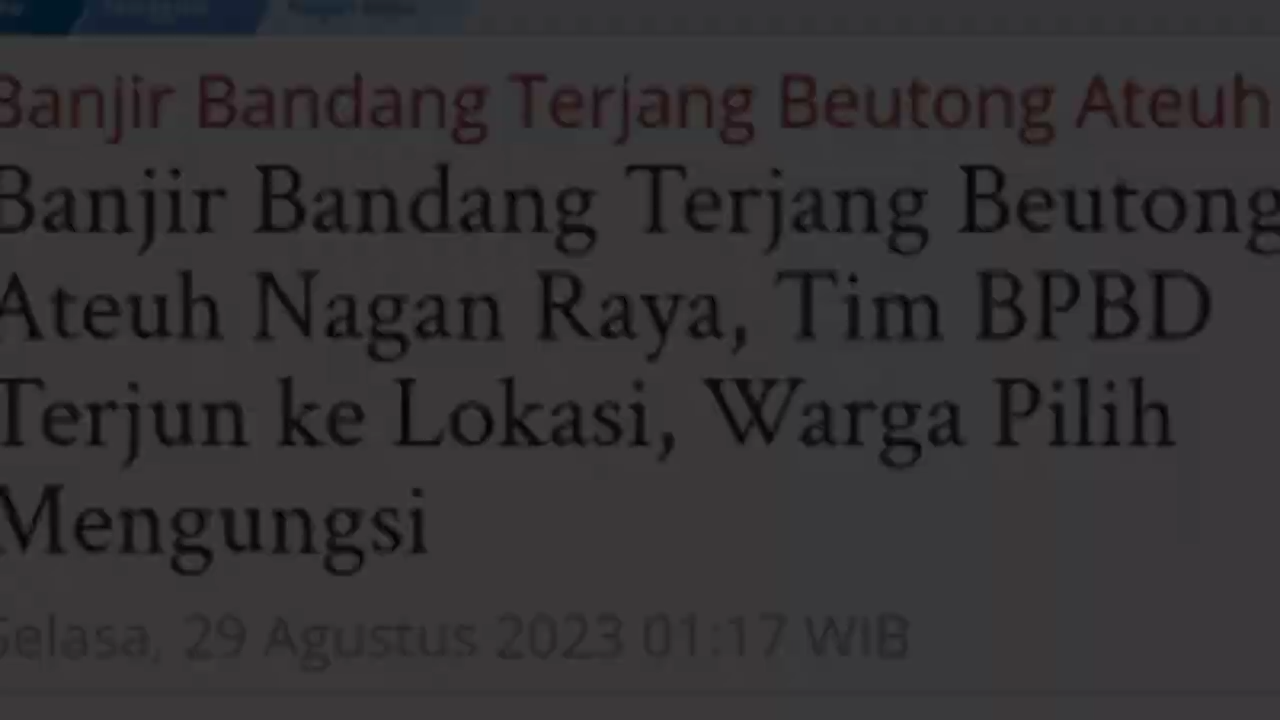 Banjir Bandang Terjang Beutong Ateuh
Banjir Bandang Terjang Beutong
Ateuh Nagan Raya, Tim BPBD
Terjun ke Lokasi, Warga Pilih
Mengungsi
Selasa, 29 Agustus 2023 01:17 WIB